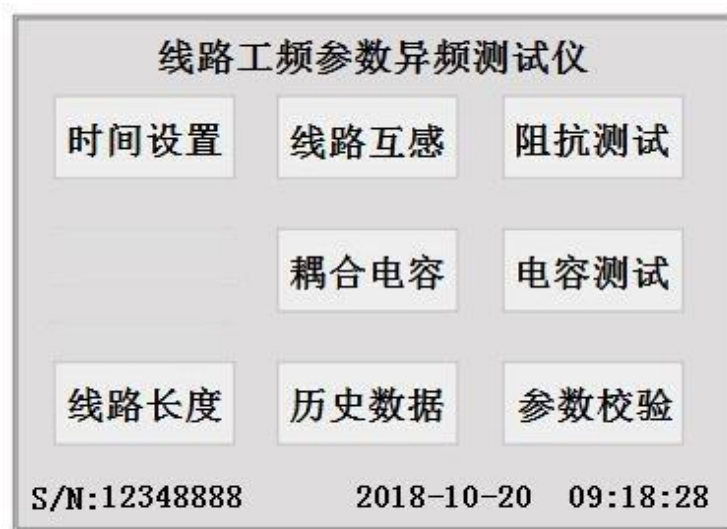 线路工频参数异频测试仪
时间设置 线路互感 阻抗测试
耦合电容 电容测试
线路长度 历史数据 参数校验
S/N:12348888 2018-10-20 09:18:28